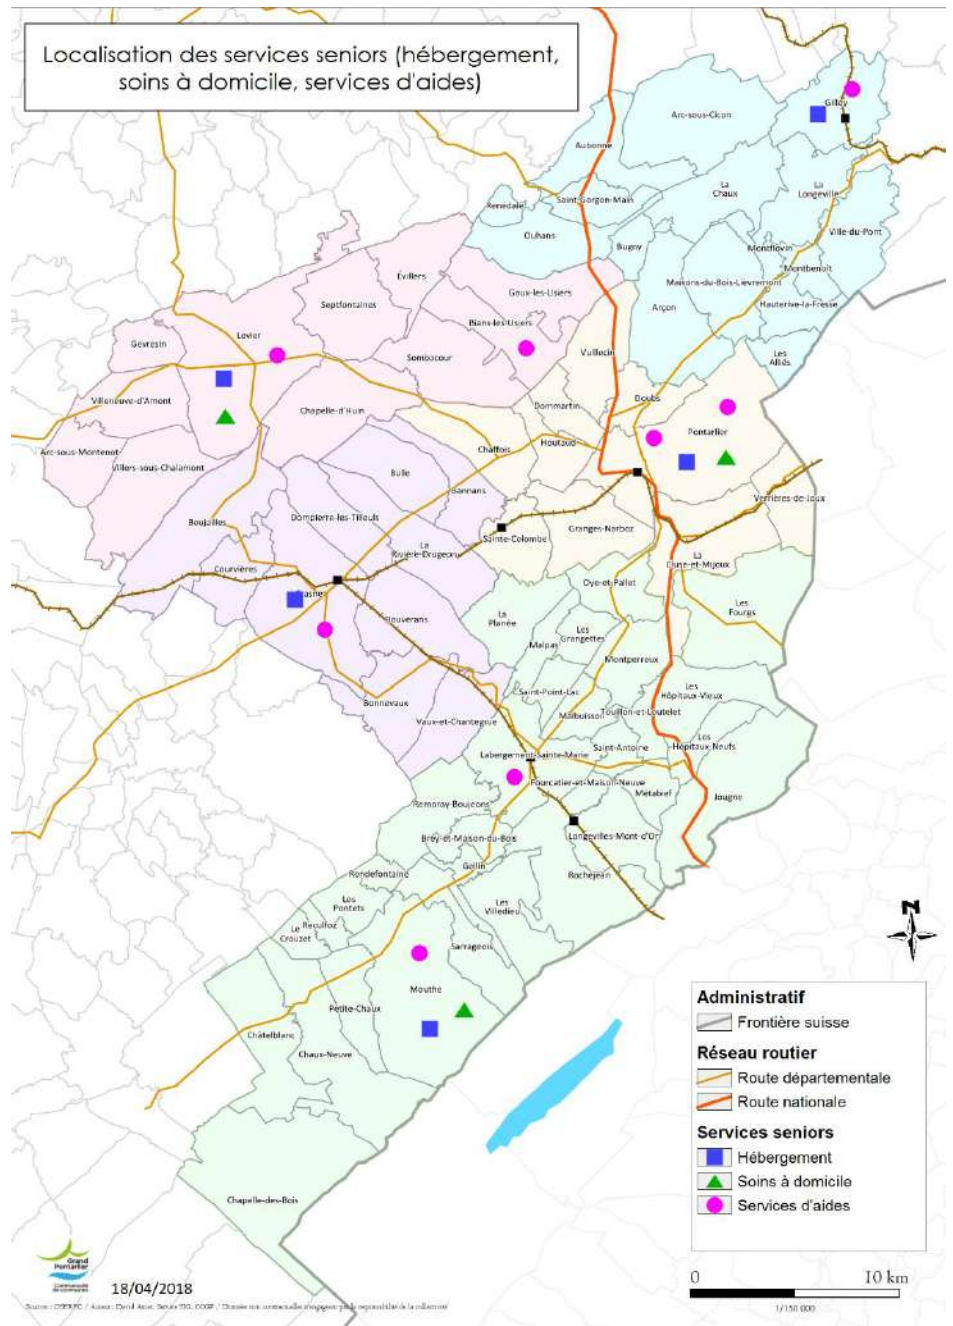 Localisation des services seniors (hébergement,
soins à domicile, services d'aides)
Gilley
Arc-sous-Cicon
Aubonne
La
Chaux
La
Longeville
Renédale
Saint-Gorgon-Main
Ouhans
Bugny
Ville-du-Pont
Montflovin
Montbenoît
Évillers
Maisons-du-Bois-Lièvremont
Septfontaines
Goux-les-Usiers
Arçon
Hauterive-la-Fresse
Bians-les-Usiers
Levier
Gevresin
Sombacour
Vuillecin
Les
Alliés
Villeneuve-d'Amont
Chapelle-d'Huin
Dommartin
Doubs
Pontarlier
Houtaud
Chaffois
Arc-sous-Montenot
Villers-sous-Chalamont
Bulle
Bannans
Verrières-de-Joux
Boujailles
Dompierre-les-Tilleuls
Granges-Narboz
Sainte-Colombe
La
Rivière-Drugeon
Courvières
La
Cluse-et-Mijoux
Oye-et-Pallet
Frasne
Les
Fourgs
La
Planée
Bouverans
Les
Grangettes
Malpas
Montperreux
Saint-Point-Lac
Les
Hôpitaux-Vieux
Bonnevaux
Malbuisson
Touillon-et-Loutelet
Vaux-et-Chantegrue
Les
Hôpitaux-Neufs
Saint-Antoine
Labergement-Sainte-Marie
Fourcatier-et-Maison-Neuve
Métabief
Jougne
Remoray-Boujeons
Brey-et-Maison-du-Bois
Longevilles-Mont-d'Or
Gellin
Rondefontaine
Rochejean
Les
Pontets
Les
Villedieu
Le
Crouzet
Reculfoz
Sarrageois
Mouthe
Petite-Chaux
Châtelblanc
Chaux-Neuve
Chapelle-des-Bois
N
Administratif
Frontière suisse
Réseau routier
Route départementale
Route nationale
Services seniors
Hébergement
Soins à domicile
Services d'aides
Grand
Pontarlier
18/04/2018
0 10 km
1/150 000